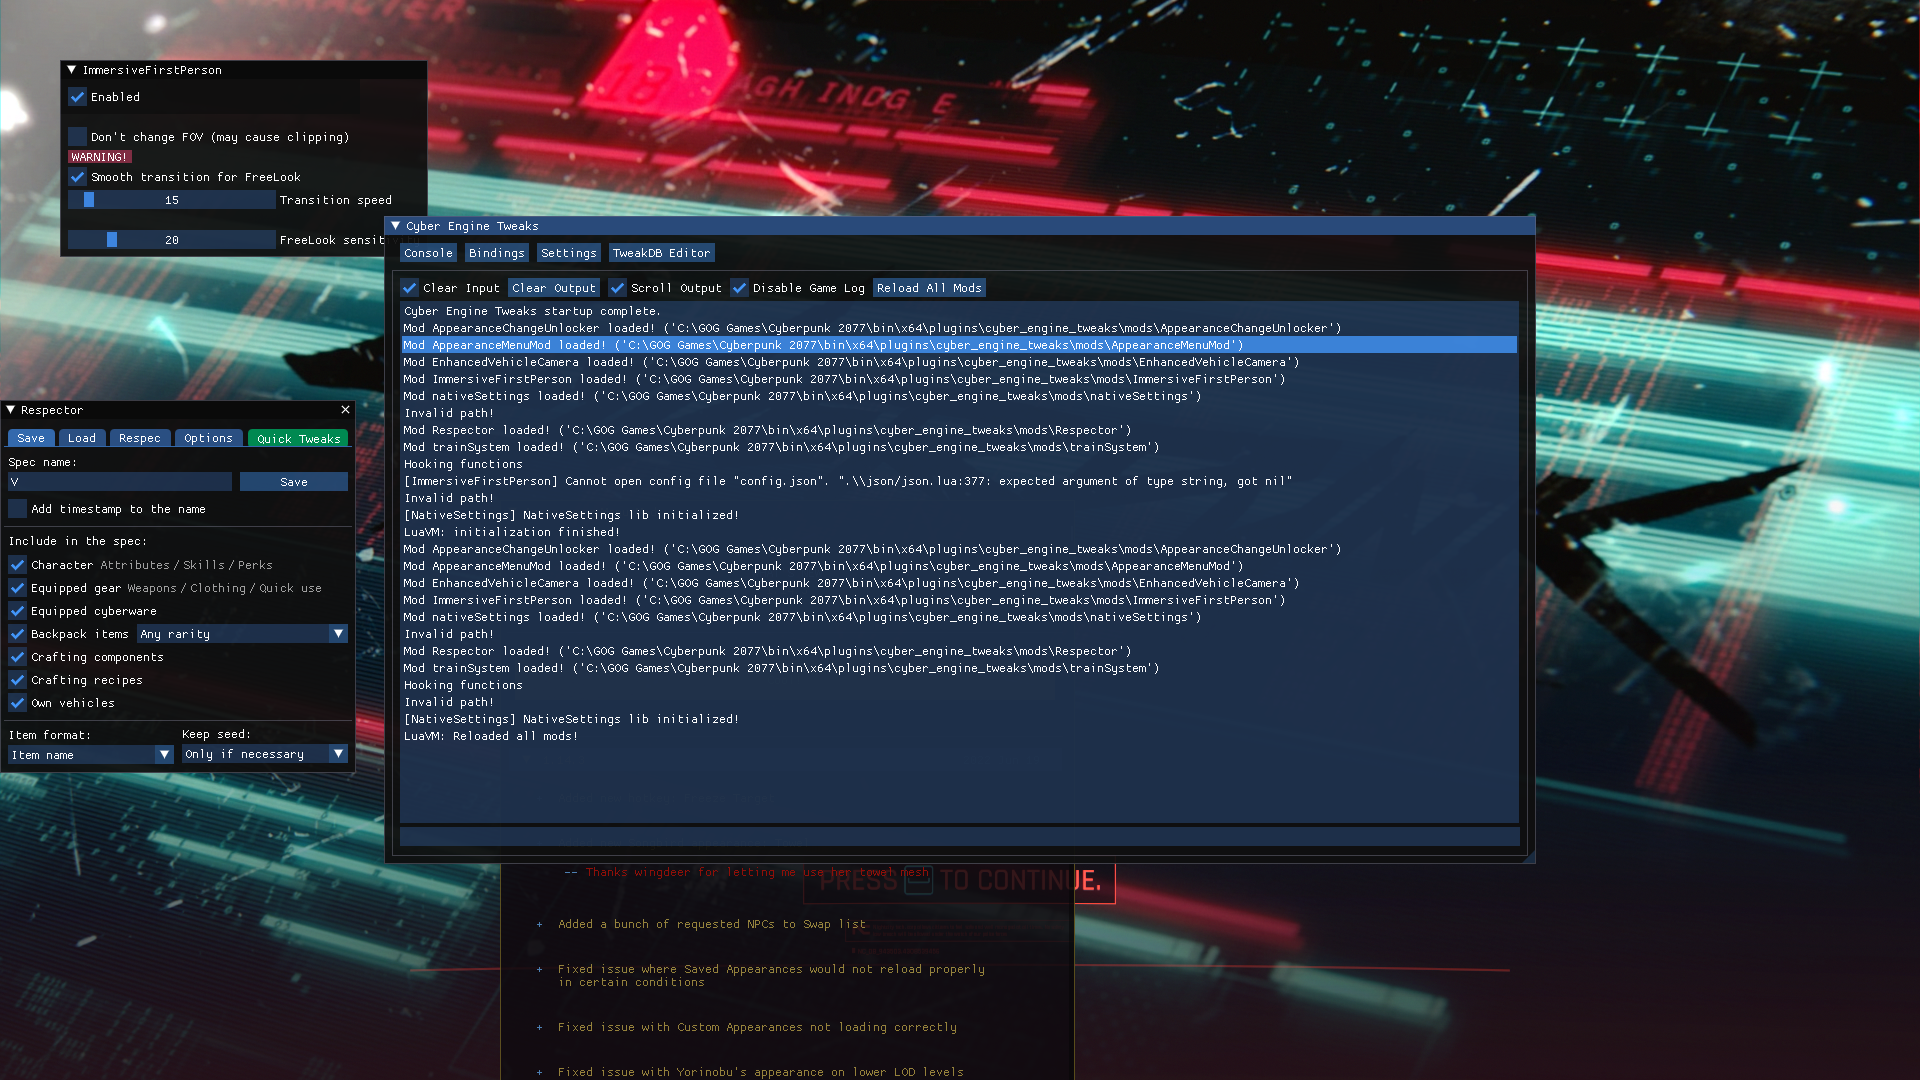 ImmersiveFirstPerson
Enabled
Don't change FOV (may cause clipping)
WARNING!
Smooth transition for FreeLook
15 Transition speed
20 FreeLook
Cyber Engine Tweaks
Console Bindings Settings TweakDB Editor
Clear Input Clear Output Scroll Output Disable Game Log Reload All Mods
Cyber Engine Tweaks startup complete.
Mod AppearanceChangeUnlocker loaded! ('C:\GOG Games\Cyberpunk 2077\bin\x64\plugins\cyber_engine_tweaks\mods\AppearanceChangeUnlocker')
Mod AppearanceMenuMod loaded! ('C:\GOG Games\Cyberpunk 2077\bin\x64\plugins\cyber_engine_tweaks\mods\AppearanceMenuMod')
Mod EnhancedVehicleCamera loaded! ('C:\GOG Games\Cyberpunk 2077\bin\x64\plugins\cyber_engine_tweaks\mods\EnhancedVehicleCamera')
Mod ImmersiveFirstPerson loaded! ('C:\GOG Games\Cyberpunk 2077\bin\x64\plugins\cyber_engine_tweaks\mods\ImmersiveFirstPerson')
Mod nativeSettings loaded! ('C:\GOG Games\Cyberpunk 2077\bin\x64\plugins\cyber_engine_tweaks\mods\nativeSettings')
Invalid path!
Mod Respector loaded! ('C:\GOG Games\Cyberpunk 2077\bin\x64\plugins\cyber_engine_tweaks\mods\Respector')
Mod trainSystem loaded! ('C:\GOG Games\Cyberpunk 2077\bin\x64\plugins\cyber_engine_tweaks\mods\trainSystem')
Hooking functions
[ImmersiveFirstPerson] Cannot open config file "config.json". ".\\json/json.lua:377: expected argument of type string, got nil"
Invalid path!
[NativeSettings] NativeSettings lib initialized!
LuaVM: initialization finished!
Mod AppearanceChangeUnlocker loaded! ('C:\GOG Games\Cyberpunk 2077\bin\x64\plugins\cyber_engine_tweaks\mods\AppearanceChangeUnlocker')
Mod AppearanceMenuMod loaded! ('C:\GOG Games\Cyberpunk 2077\bin\x64\plugins\cyber_engine_tweaks\mods\AppearanceMenuMod')
Mod EnhancedVehicleCamera loaded! ('C:\GOG Games\Cyberpunk 2077\bin\x64\plugins\cyber_engine_tweaks\mods\EnhancedVehicleCamera')
Mod ImmersiveFirstPerson loaded! ('C:\GOG Games\Cyberpunk 2077\bin\x64\plugins\cyber_engine_tweaks\mods\ImmersiveFirstPerson')
Mod nativeSettings loaded! ('C:\GOG Games\Cyberpunk 2077\bin\x64\plugins\cyber_engine_tweaks\mods\nativeSettings')
Invalid path!
Mod Respector loaded! ('C:\GOG Games\Cyberpunk 2077\bin\x64\plugins\cyber_engine_tweaks\mods\Respector')
Mod trainSystem loaded! ('C:\GOG Games\Cyberpunk 2077\bin\x64\plugins\cyber_engine_tweaks\mods\trainSystem')
Hooking functions
Invalid path!
[NativeSettings] NativeSettings lib initialized!
LuaVM: Reloaded all mods!
Respector
Save Load Respec Options Quick Tweaks
Spec name:
V Save
Add timestamp to the name
Include in the spec:
Character Attributes / Skills / Perks
Equipped gear Weapons / Clothing / Quick use
Equipped cyberware
Backpack items Any rarity
Crafting components
Crafting recipes
Own vehicles
Item format: Keep seed:
Item name Only if necessary
-- Thanks wingdeer for letting me use her towel mesh
PRESS TO CONTINUE.
+ Added a bunch of requested NPCs to Swap list
+ Fixed issue where Saved Appearances would not reload properly
in certain conditions
+ Fixed issue with Custom Appearances not loading correctly
+ Fixed issue with Yorinobu's appearance on lower LOD levels